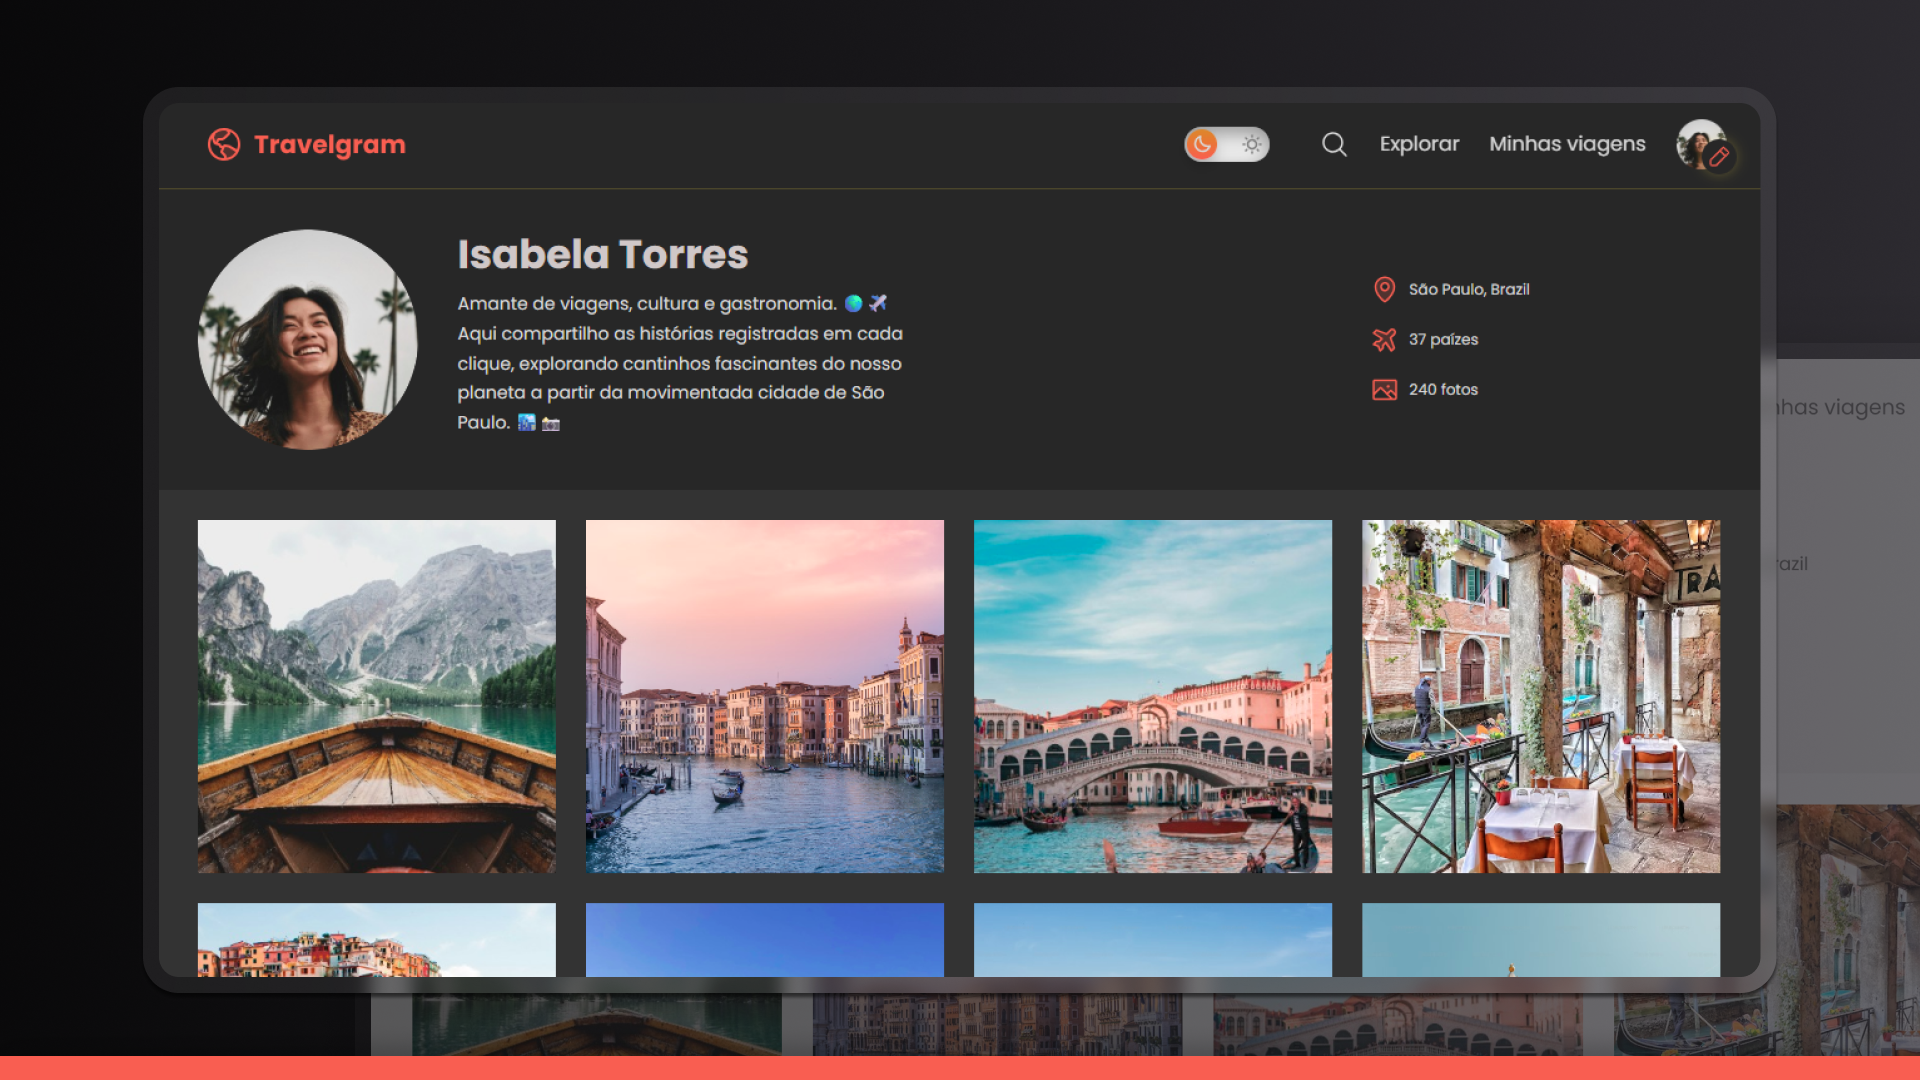 Travelgram
Explorar
Minhas viagens
Isabela Torres
Amante de viagens, cultura e gastronomia. 🌍 ✈️
Aqui compartilho as histórias registradas em cada
clique, explorando cantinhos fascinantes do nosso
planeta a partir da movimentada cidade de São
Paulo. 🏙️ 📸
São Paulo, Brazil
37 paízes
240 fotos
TRA
nhas viagens
razil